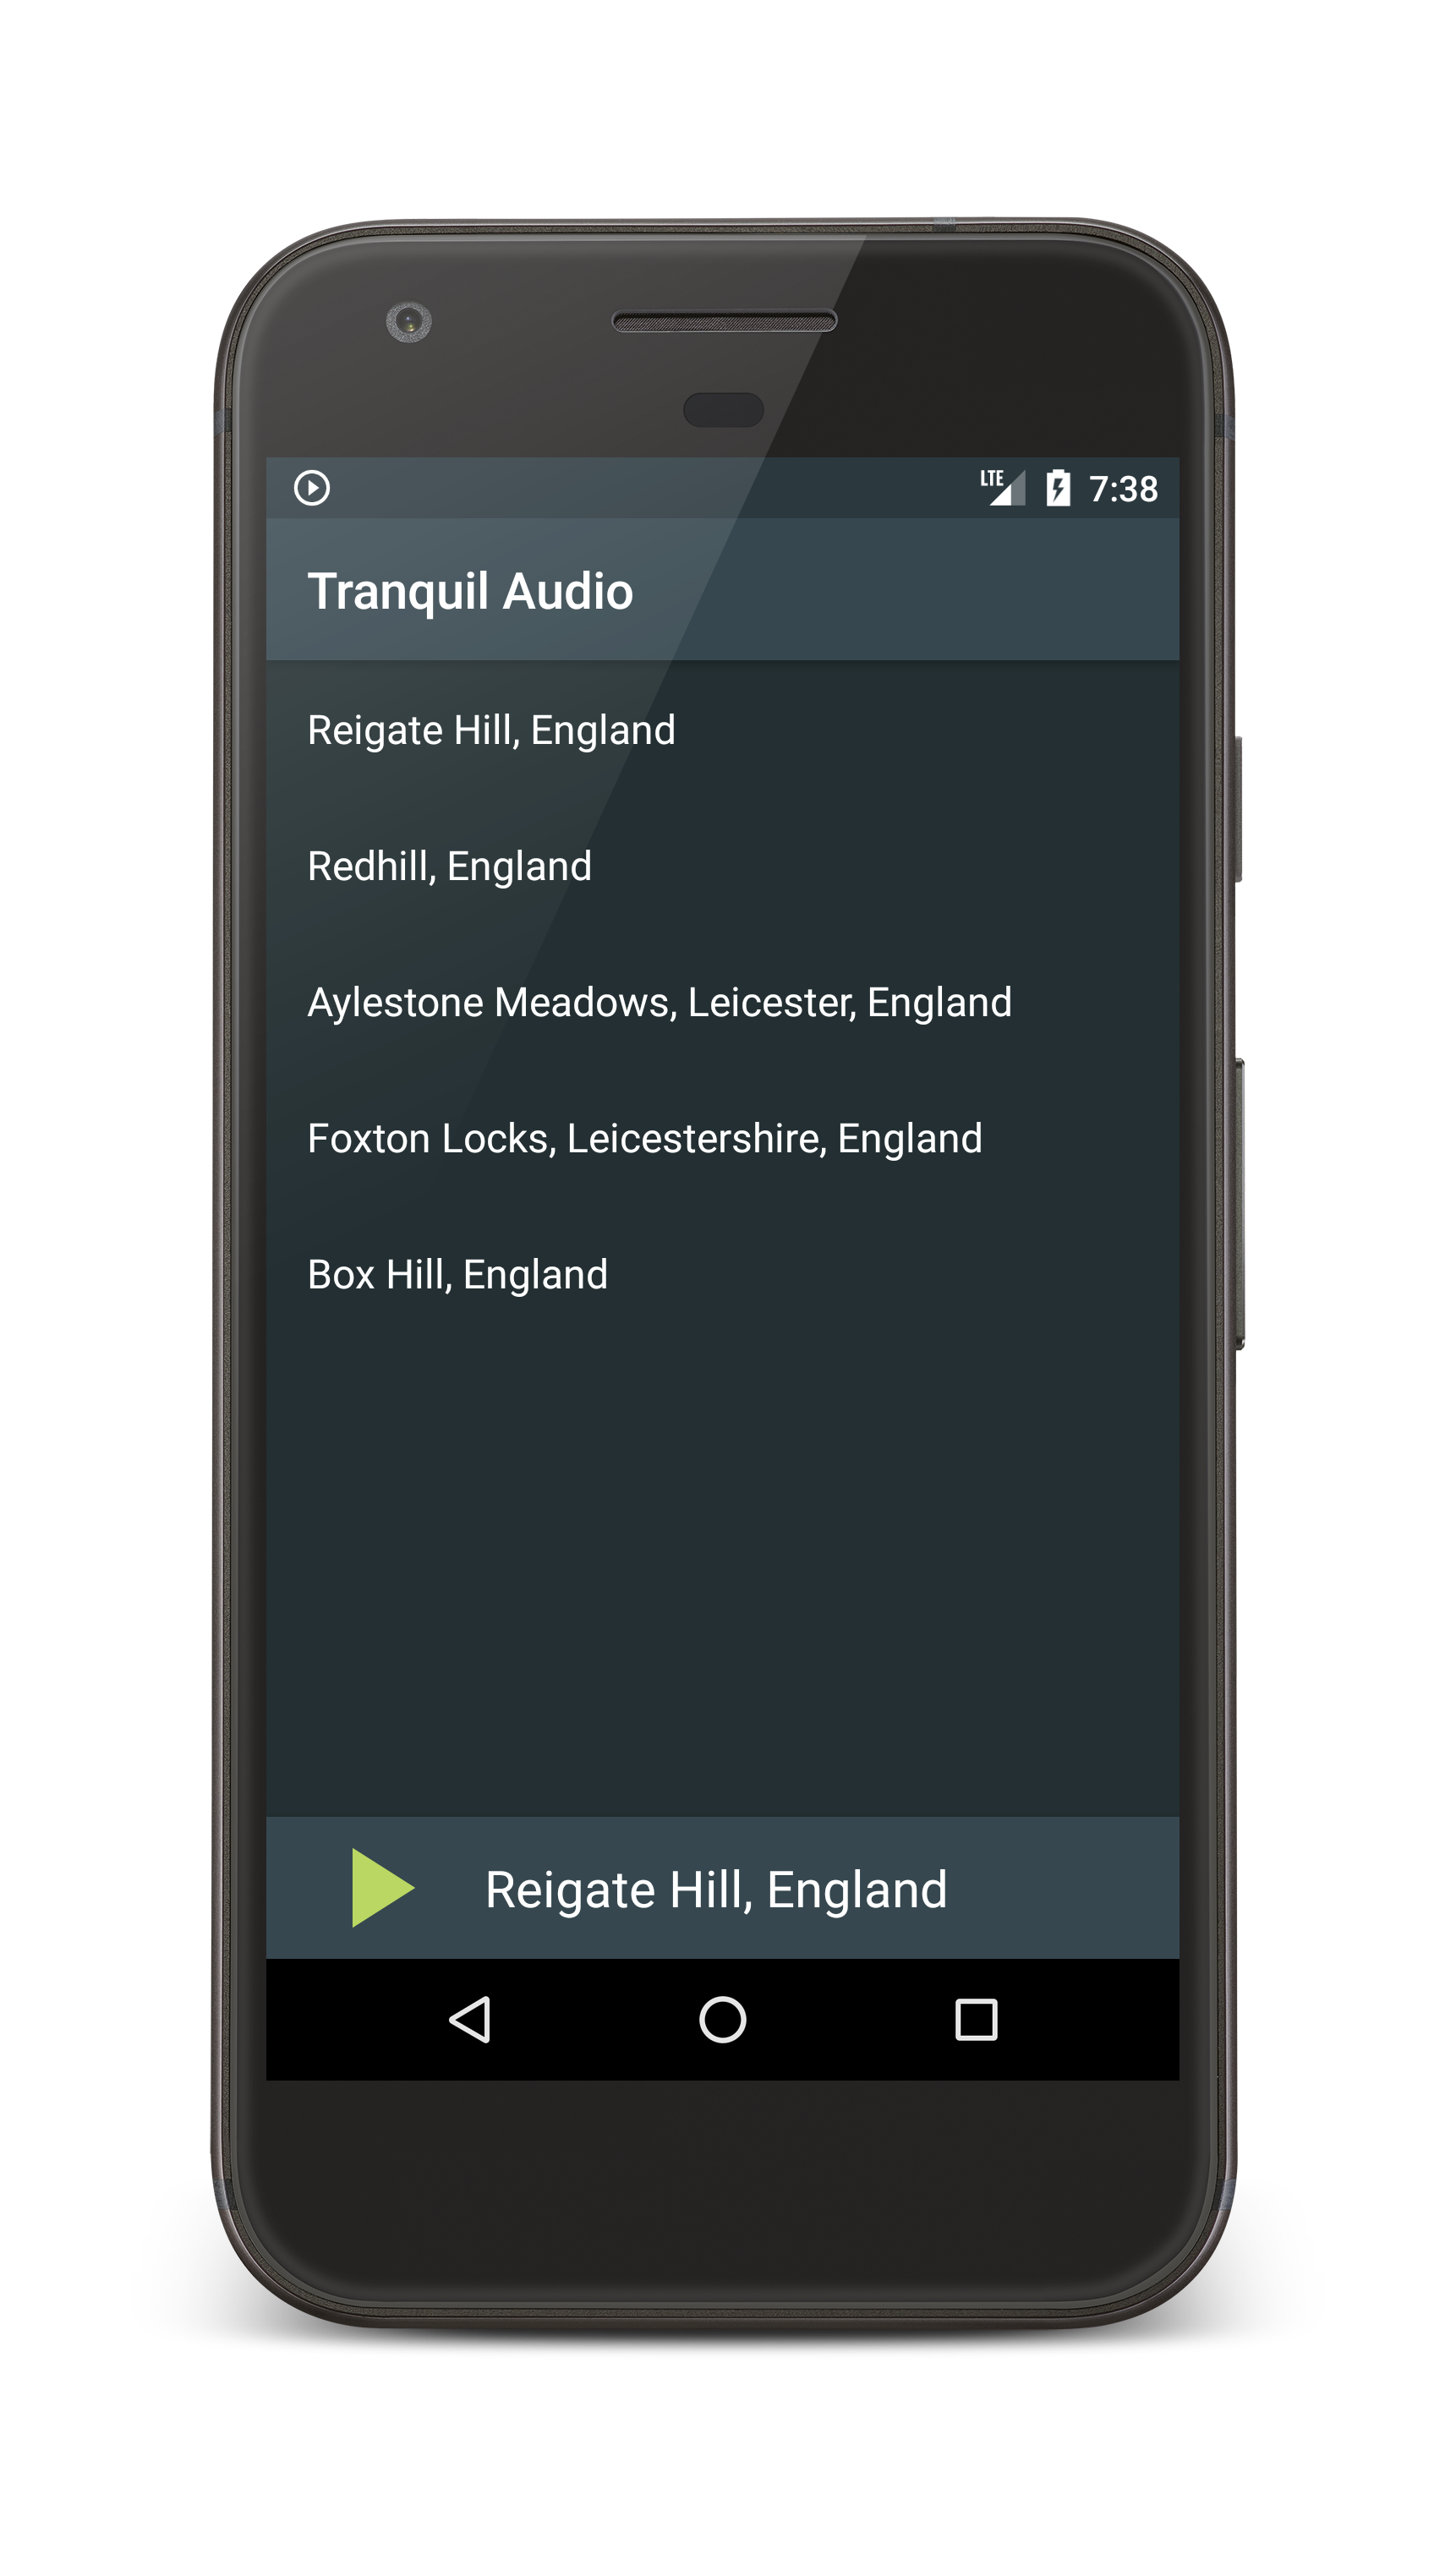 LTE 7:38
Tranquil Audio
Reigate Hill, England
Redhill, England
Aylestone Meadows, Leicester, England
Foxton Locks, Leicestershire, England
Box Hill, England
Reigate Hill, England